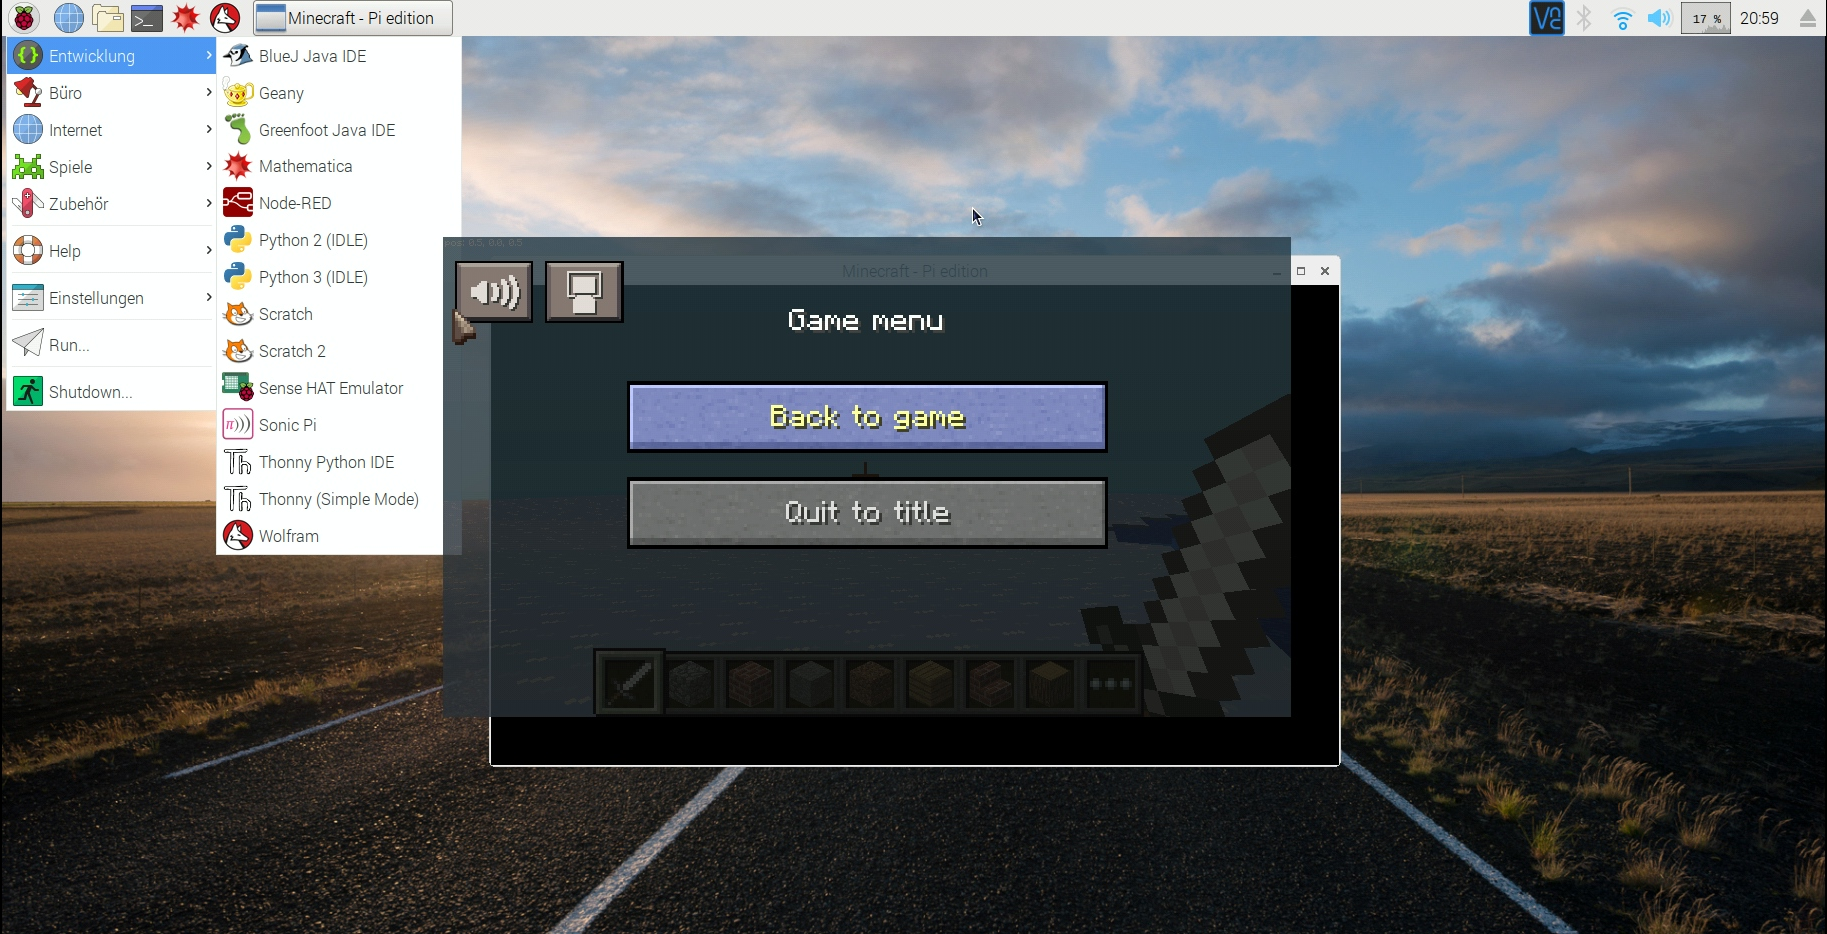 Minecraft - Pi edition
17 %
20:59
Entwicklung
Büro
Internet
Spiele
Zubehör
Help
Einstellungen
Run...
Shutdown...
BlueJ Java IDE
Geany
Greenfoot Java IDE
Mathematica
Node-RED
Python 2 (IDLE)
Python 3 (IDLE)
Scratch
Scratch 2
Sense HAT Emulator
Sonic Pi
Thonny Python IDE
Thonny (Simple Mode)
Wolfram
Minecraft - Pi edition
Game menu
Back to game
Quit to title